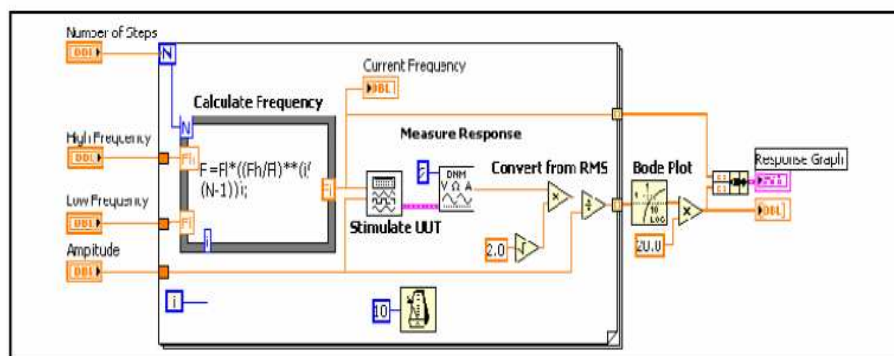 Number of Steps
DBL
N
Current Frequency
DBL
Calculate Frequency
N
High Frequency
DBL
Fh
Measure Response
F=Fl*((Fh/Fl)**(i/
(N-1)));
DMM
V Ω A
Convert from RMS
Bode Plot
Response Graph
Low Frequency
DBL
Fl
Stimulate UUT
10
LOG
DBL
i
2.0
20.0
Amplitude
DBL
i
10